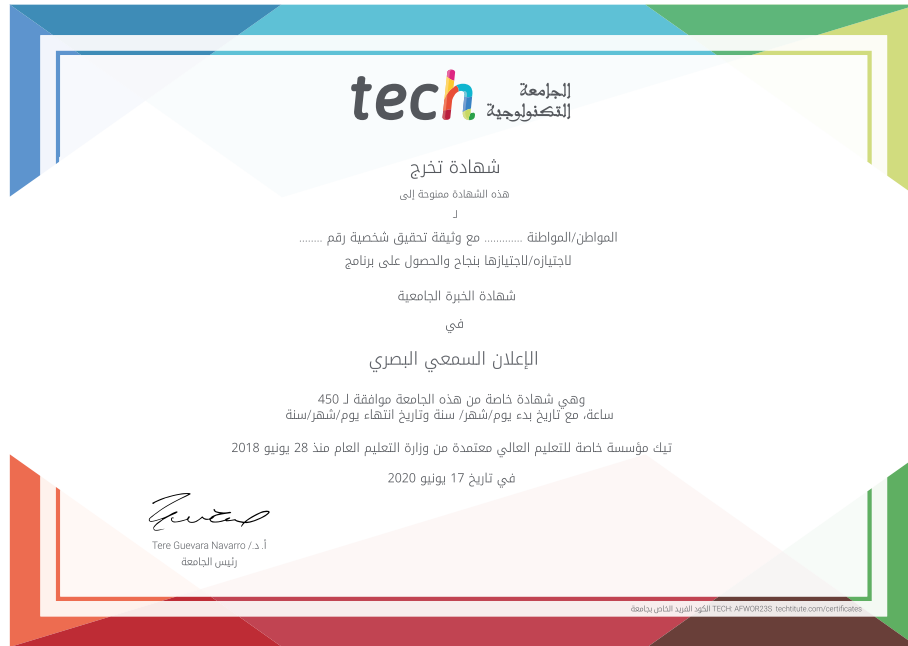 tech الجامعة
التكنولوجية
شهادة تخرج
هذه الشهادة ممنوحة إلى
لـ
المواطن/المواطنة ............ مع وثيقة تحقيق شخصية رقم ........
لاجتيازه/لاجتيازها بنجاح والحصول على برنامج
شهادة الخبرة الجامعية
في
الإعلان السمعي البصري
وهي شهادة خاصة من هذه الجامعة موافقة لـ 450
ساعة، مع تاريخ بدء يوم/شهر/ سنة وتاريخ انتهاء يوم/شهر/سنة
تيك مؤسسة خاصة للتعليم العالي معتمدة من وزارة التعليم العام منذ 28 يونيو 2018
في تاريخ 17 يونيو 2020
أ. د./ Tere Guevara Navarro
رئيس الجامعة
الكود الفريد الخاص بجامعة TECH: AFWOR23S techtitute.com/certificates